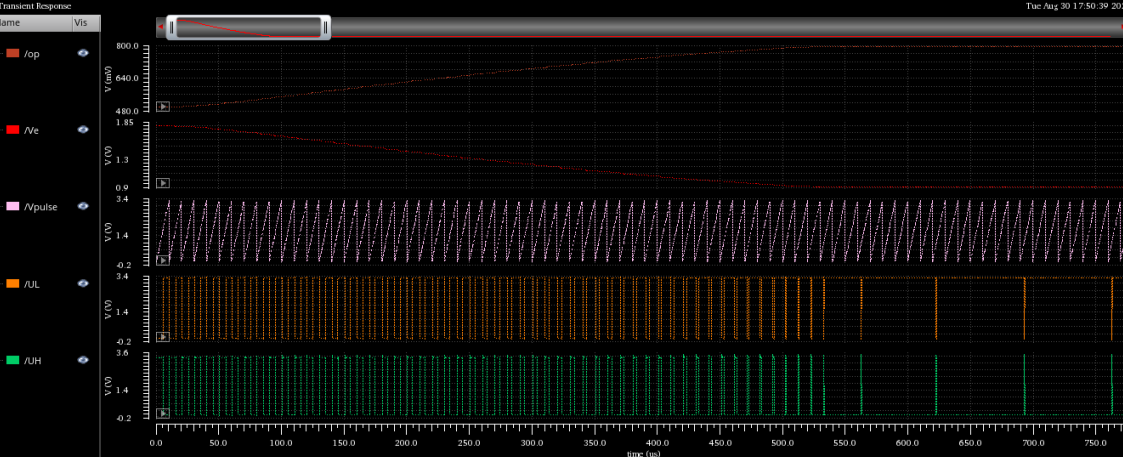 Transient Response
Tue Aug 30 17:50:39
Vis
/op
800.0
640.0
480.0
V (mV)
/Ve
1.85
1.3
0.9
V (V)
/Vpulse
3.4
1.4
-0.2
V (V)
/UL
3.4
1.4
-0.2
V (V)
/UH
3.6
1.4
-0.2
V (V)
0.0 50.0 100.0 150.0 200.0 250.0 300.0 350.0 400.0 450.0 500.0 550.0 600.0 650.0 700.0 750.0
time (us)